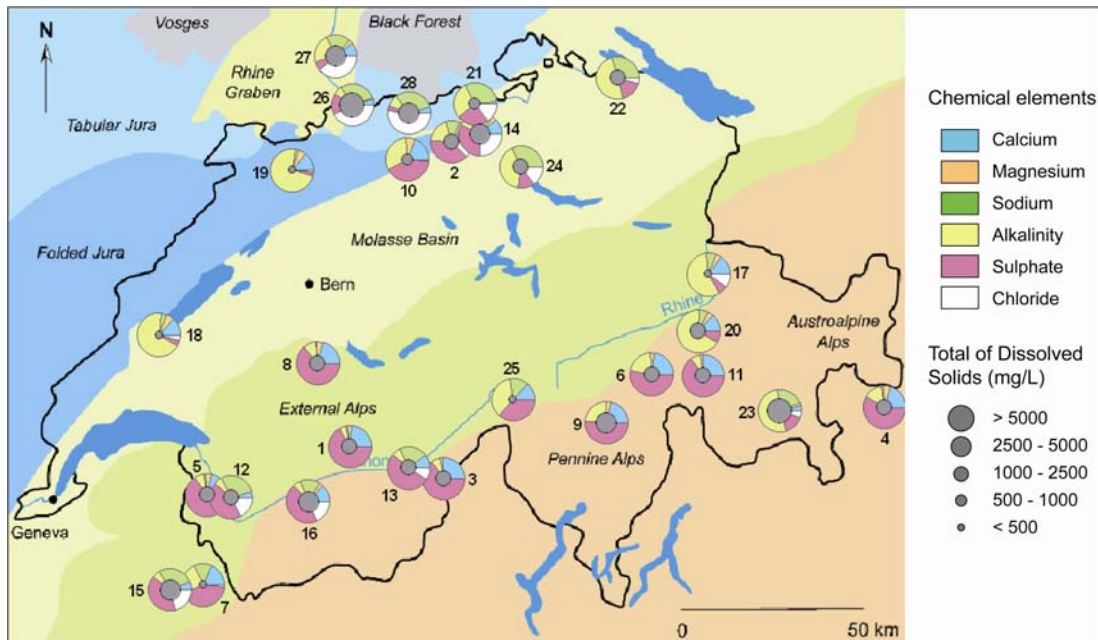 Vosges
Black Forest
N
27
Rhine
Graben
28
21
26
22
Tabular Jura
14
19
2
24
10
Folded Jura
Molasse Basin
Bern
17
Rhine
18
20
Austroalpine
Alps
8
25
6
11
External Alps
23
9
4
1
Pennine Alps
5
12
13
3
Geneva
16
15
7
0
50 km
Chemical elements
Calcium
Magnesium
Sodium
Alkalinity
Sulphate
Chloride
Total of Dissolved
Solids (mg/L)
> 5000
2500 - 5000
1000 - 2500
500 - 1000
< 500